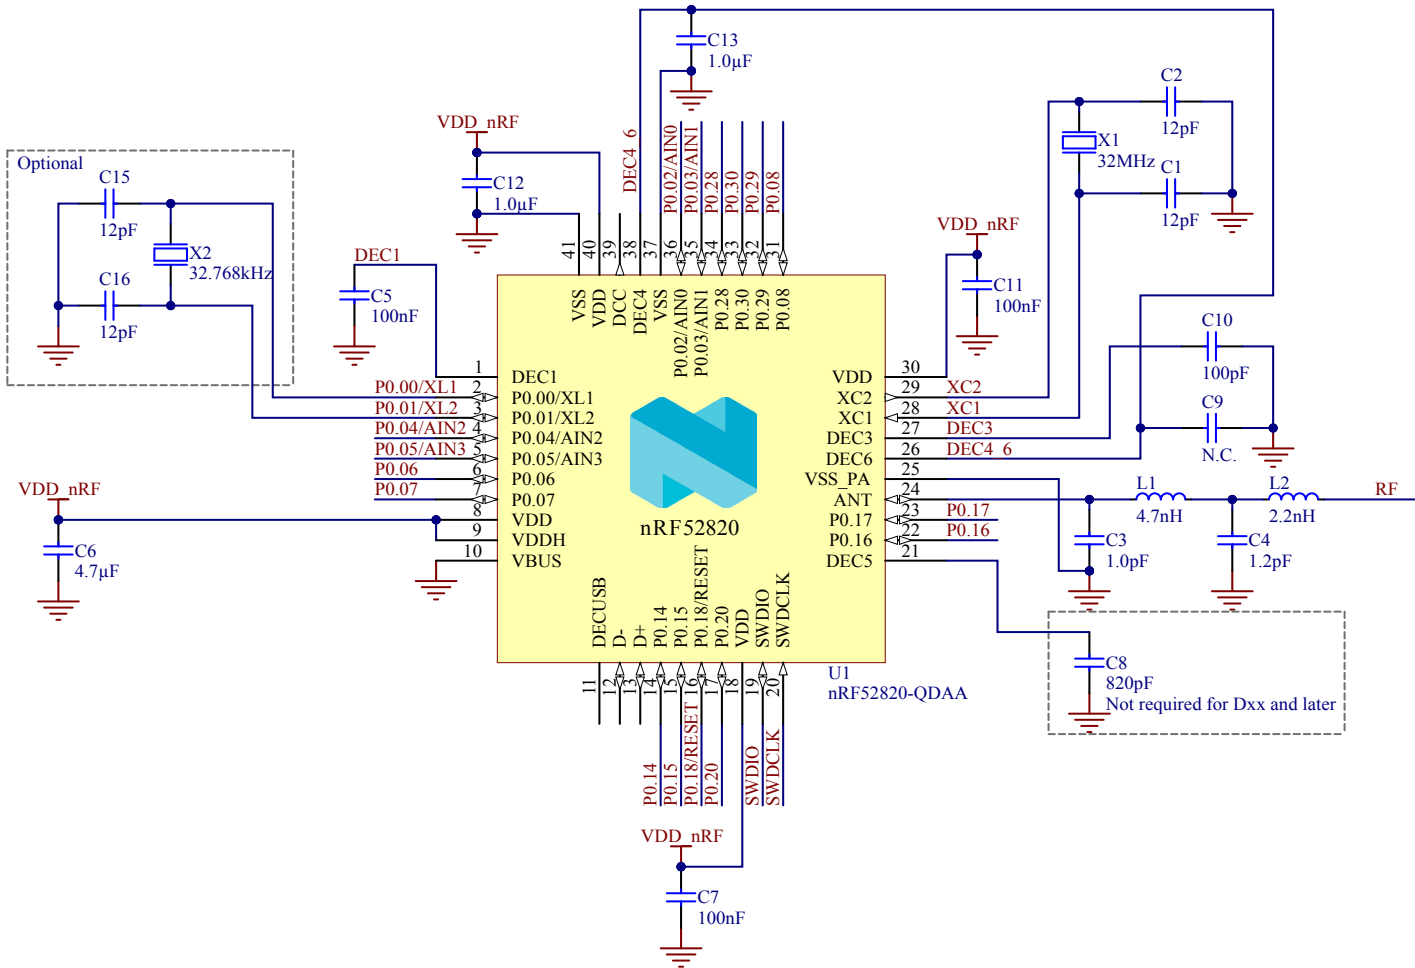 C13
1.0µF
DEC4_6
VDD_nRF
C12
1.0µF
P0.02/AIN0
P0.03/AIN1
P0.28
P0.30
P0.29
P0.08
C2
12pF
X1
32MHz
C1
12pF
Optional
C15
12pF
X2
32.768kHz
C16
12pF
DEC1
C5
100nF
VDD_nRF
C11
100nF
C10
100pF
C9
N.C.
41
40
39
38
37
36
35
34
33
32
31
VSS
VDD
DCC
DEC4
VSS
P0.02/AIN0
P0.03/AIN1
P0.28
P0.30
P0.29
P0.08
1
DEC1
P0.00/XL1
2
P0.00/XL1
P0.01/XL2
3
P0.01/XL2
P0.04/AIN2
4
P0.04/AIN2
P0.05/AIN3
5
P0.05/AIN3
P0.06
6
P0.06
P0.07
7
P0.07
8
VDD
9
VDDH
10
VBUS
VDD_nRF
C6
4.7µF
nRF52820
VDD
30
XC2
29
XC2
XC1
28
XC1
DEC3
27
DEC3
DEC6
26
DEC4_6
VSS_PA
25
ANT
24
P0.17
23
P0.17
P0.16
22
P0.16
DEC5
21
L1
4.7nH
L2
2.2nH
RF
C3
1.0pF
C4
1.2pF
C8
820pF
Not required for Dxx and later
DECUSB
D-
D+
P0.14
P0.15
P0.18/RESET
P0.20
VDD
SWDIO
SWDCLK
11
12
13
14
15
16
17
18
19
20
U1
nRF52820-QDAA
P0.14
P0.15
P0.18/RESET
P0.20
SWDIO
SWDCLK
VDD_nRF
C7
100nF